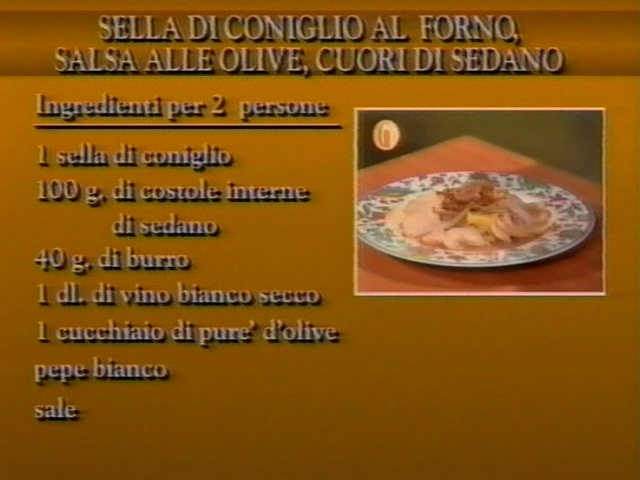 SELLA DI CONIGLIO AL FORNO,
SALSA ALLE OLIVE, CUORI DI SEDANO
Ingredienti per 2 persone
1 sella di coniglio
100 g. di costole interne
di sedano
40 g. di burro
1 dl. di vino bianco secco
1 cucchiaio di pure' d'olive
pepe bianco
sale